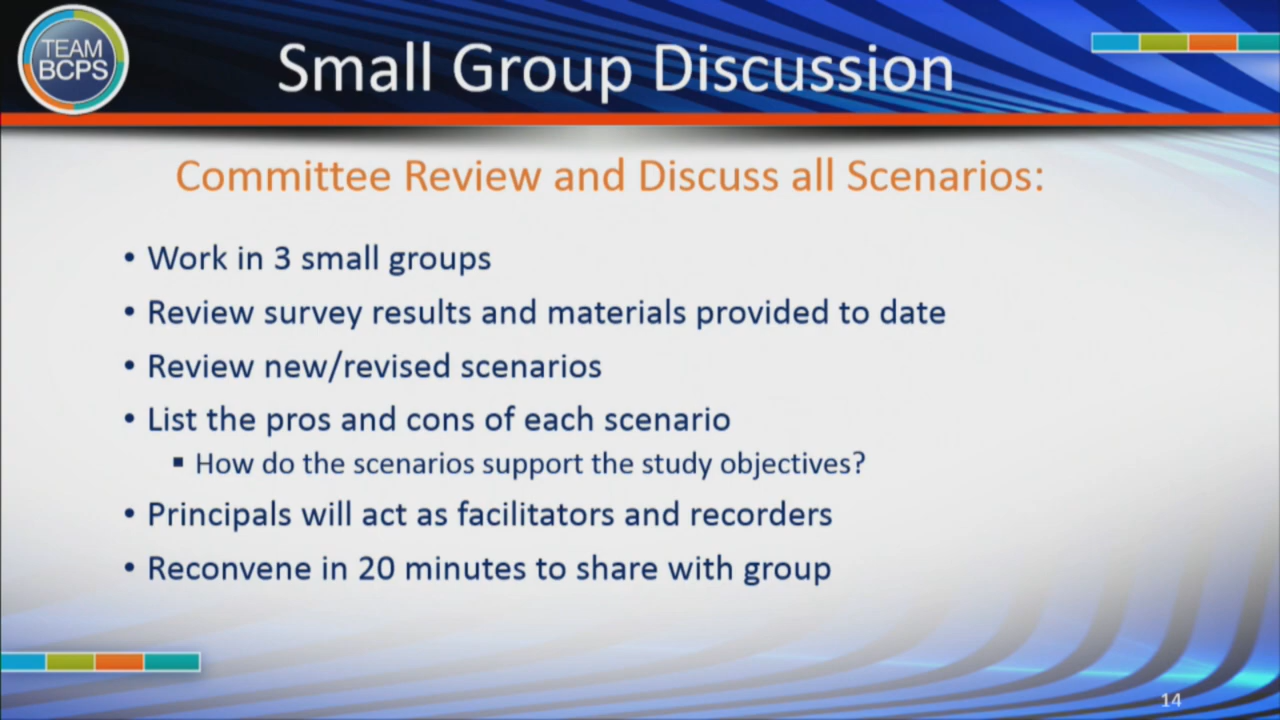 TEAM
BCPS
Small Group Discussion
Committee Review and Discuss all Scenarios:
• Work in 3 small groups
• Review survey results and materials provided to date
• Review new/revised scenarios
• List the pros and cons of each scenario
▪ How do the scenarios support the study objectives?
• Principals will act as facilitators and recorders
• Reconvene in 20 minutes to share with group
14